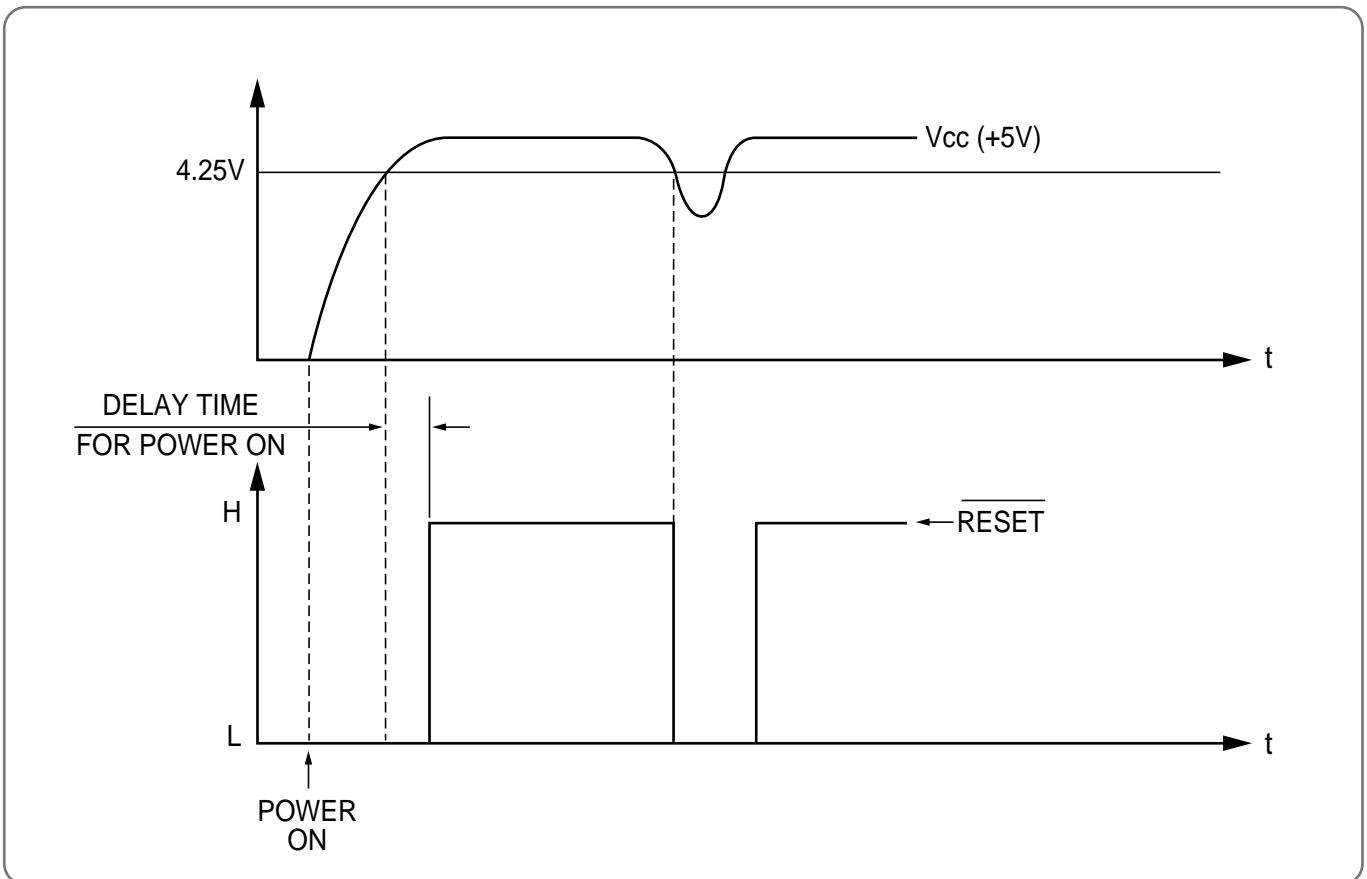 Vcc (+5V)
4.25V
t
DELAY TIME
FOR POWER ON
H
RESET
L
t
POWER
ON